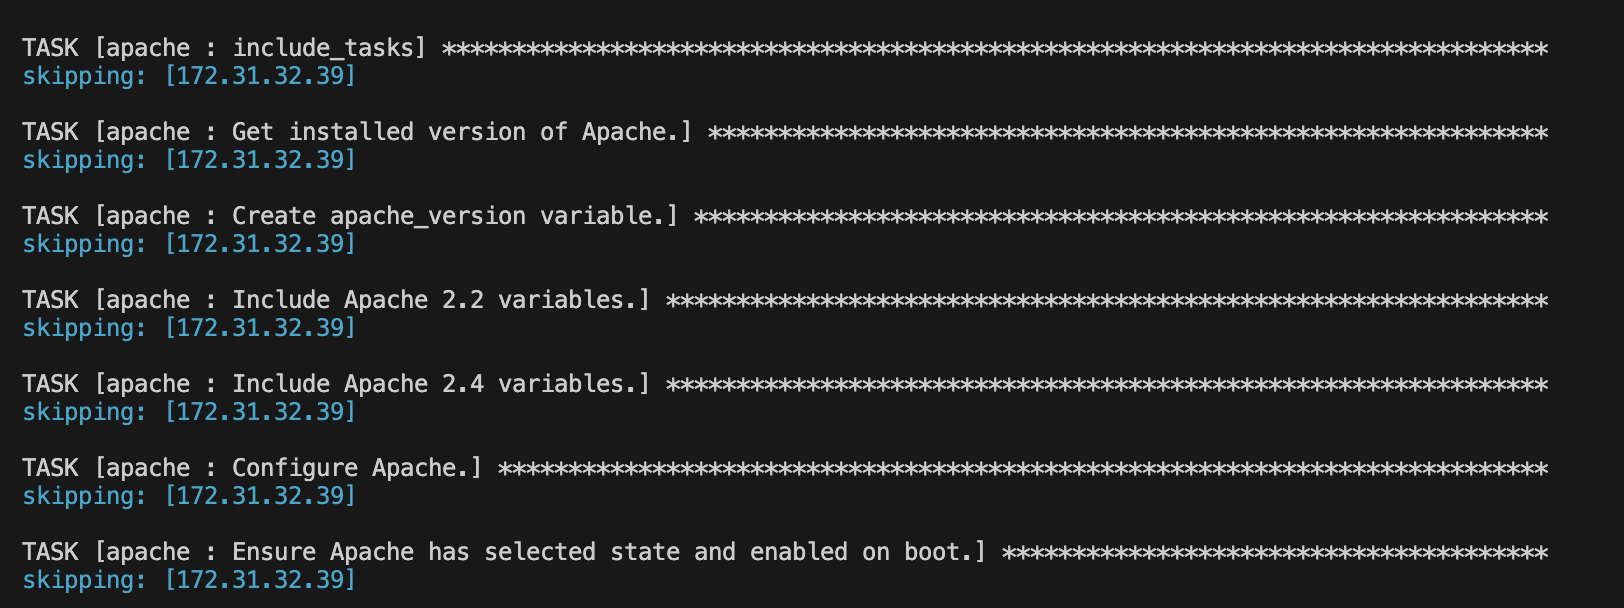 TASK [apache : include_tasks] ******************************************************************************
skipping: [172.31.32.39]
TASK [apache : Get installed version of Apache.] ************************************************************
skipping: [172.31.32.39]
TASK [apache : Create apache_version variable.] *************************************************************
skipping: [172.31.32.39]
TASK [apache : Include Apache 2.2 variables.] ***************************************************************
skipping: [172.31.32.39]
TASK [apache : Include Apache 2.4 variables.] ***************************************************************
skipping: [172.31.32.39]
TASK [apache : Configure Apache.] ***************************************************************************
skipping: [172.31.32.39]
TASK [apache : Ensure Apache has selected state and enabled on boot.] ***************************************
skipping: [172.31.32.39]